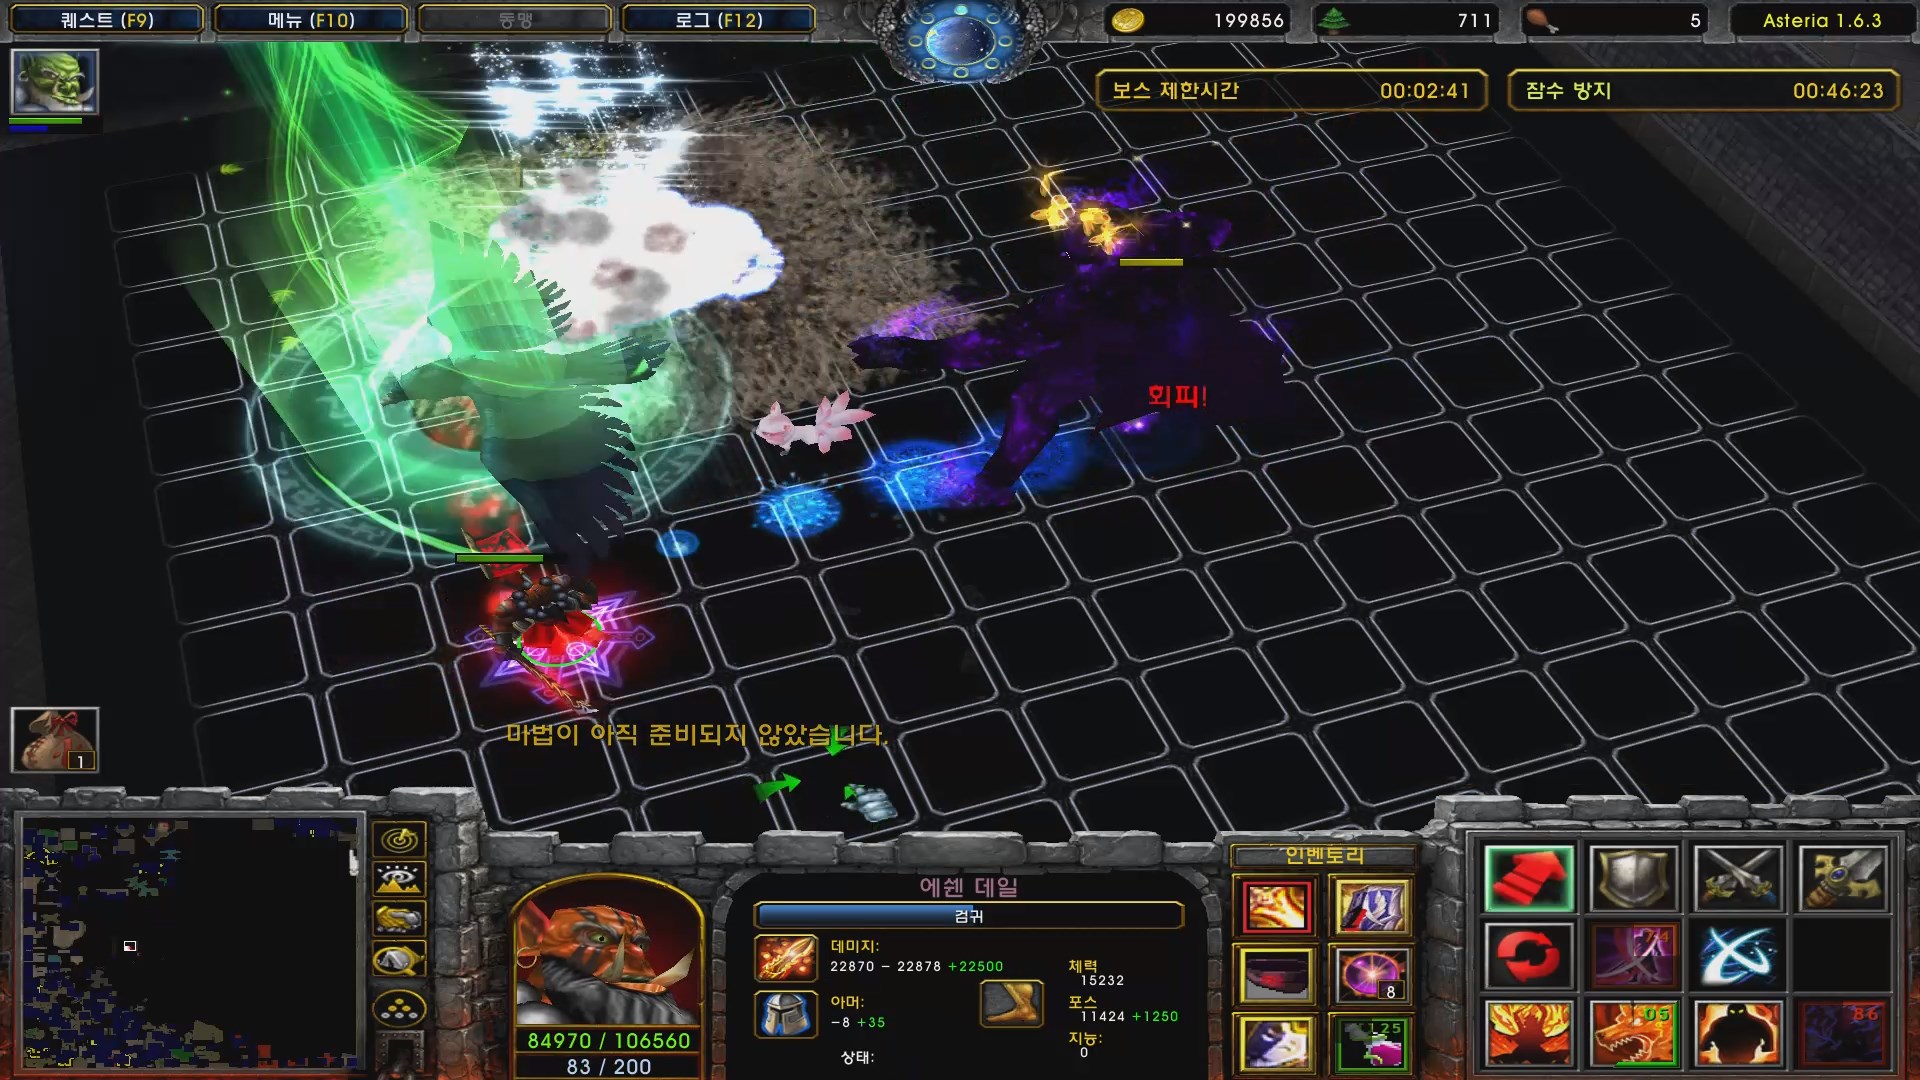 퀘스트 (F9)
메뉴 (F10)
동맹
로그 (F12)
199856
711
5
Asteria 1.6.3
보스 제한시간 00:02:41
잠수 방지 00:46:23
회피!
마법이 아직 준비되지 않았습니다.
1
에쉔 데일
검귀
데미지:
22870 - 22878 +22500
아머:
-8 +35
상태:
체력
15232
포스
11424 +1250
지능:
0
84970 / 106560
83 / 200
인벤토리
8
125
74
05
86